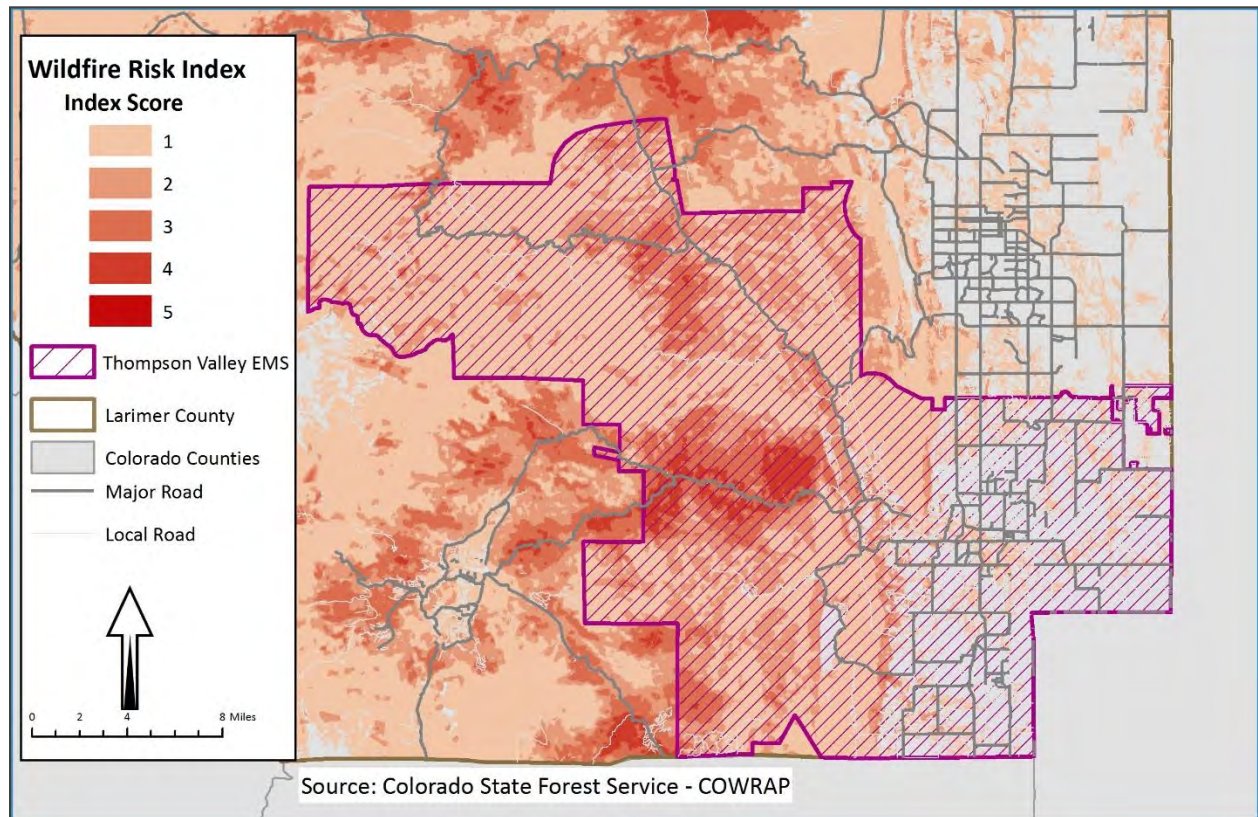 Wildfire Risk Index
Index Score
1
2
3
4
5
Thompson Valley EMS
Larimer County
Colorado Counties
Major Road
Local Road
0 2 4 8 Miles
Source: Colorado State Forest Service - COWRAP